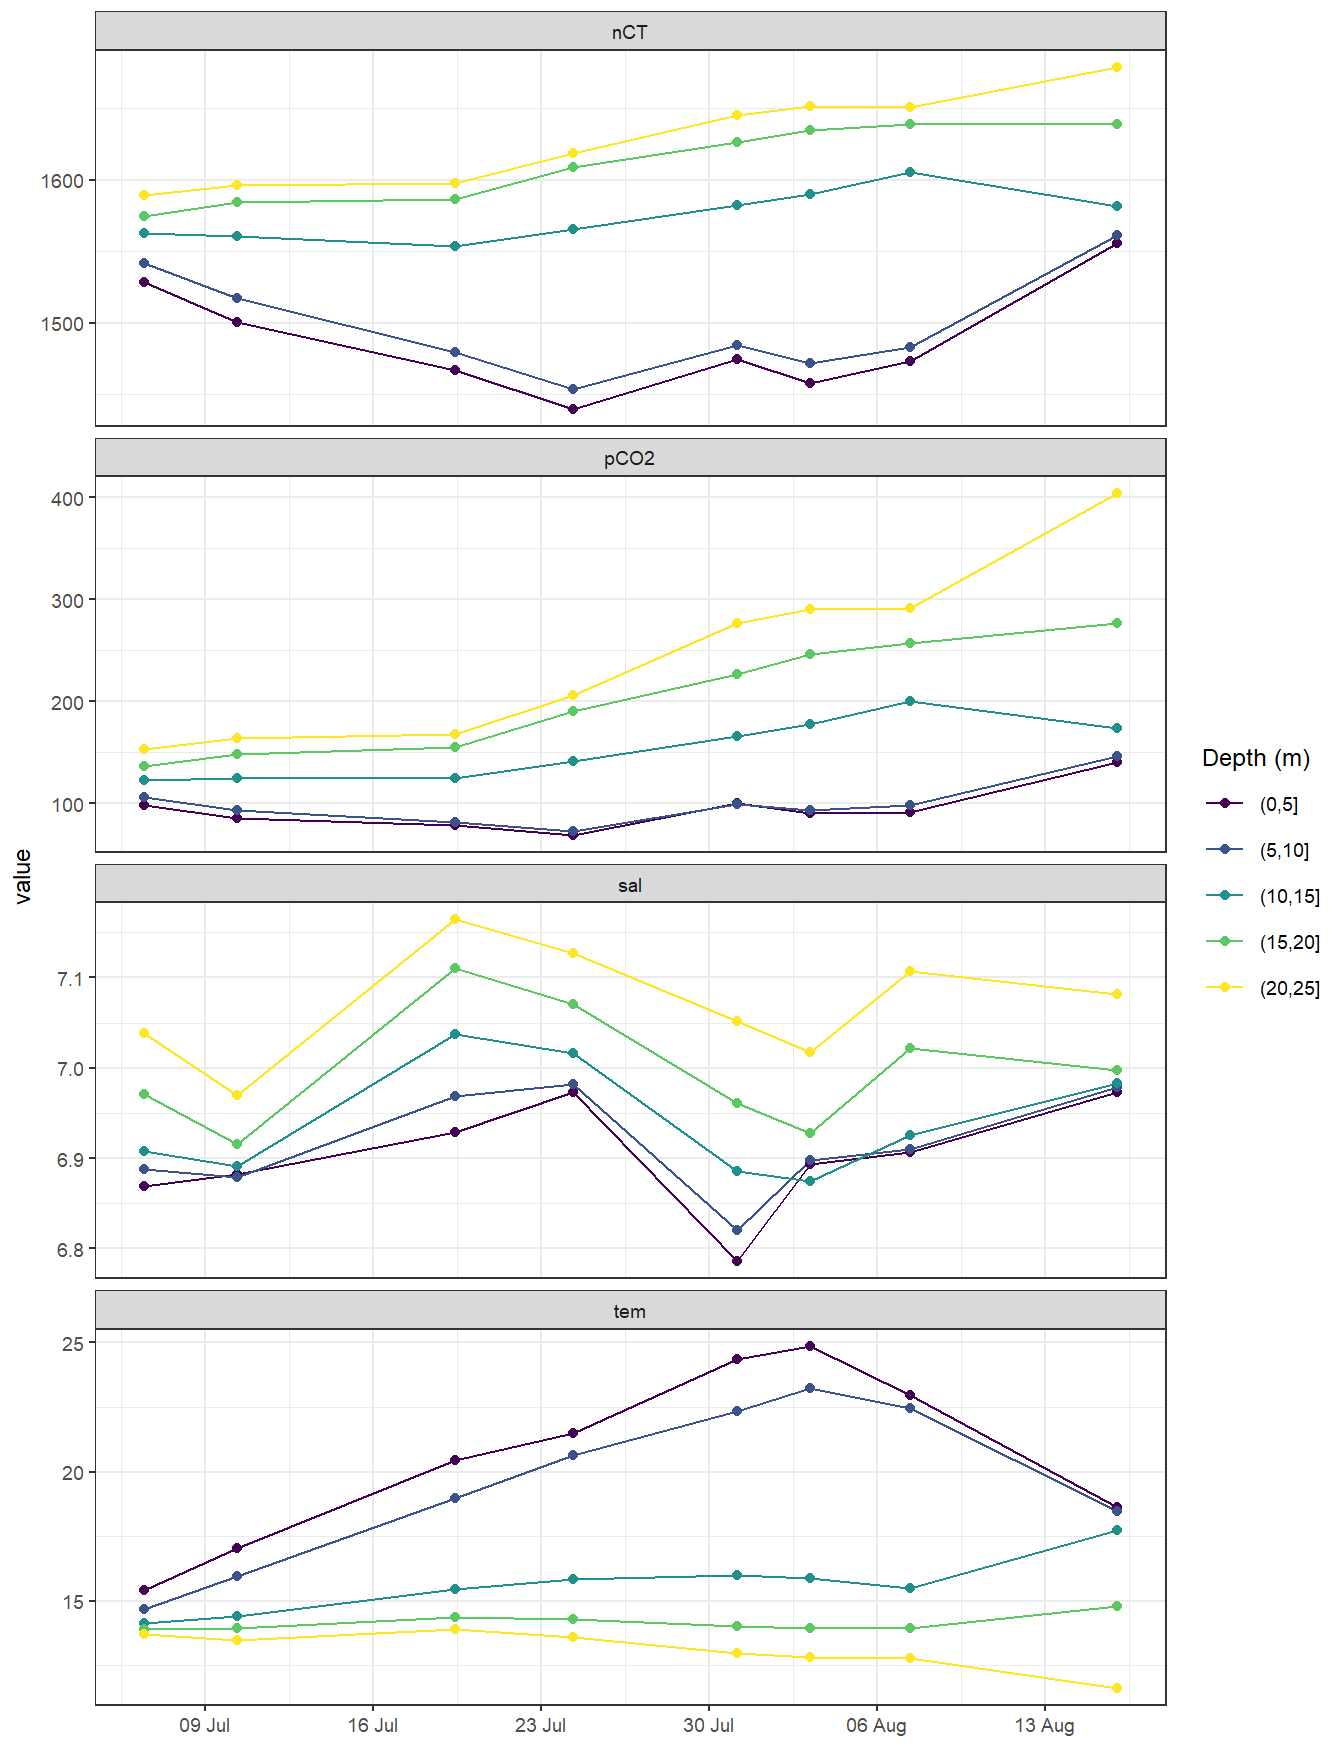 nCT
1600
1500
pCO2
400
300
200
100
sal
7.1
7.0
6.9
6.8
tem
25
20
15
09 Jul 16 Jul 23 Jul 30 Jul 06 Aug 13 Aug
value
Depth (m)
(0,5]
(5,10]
(10,15]
(15,20]
(20,25]